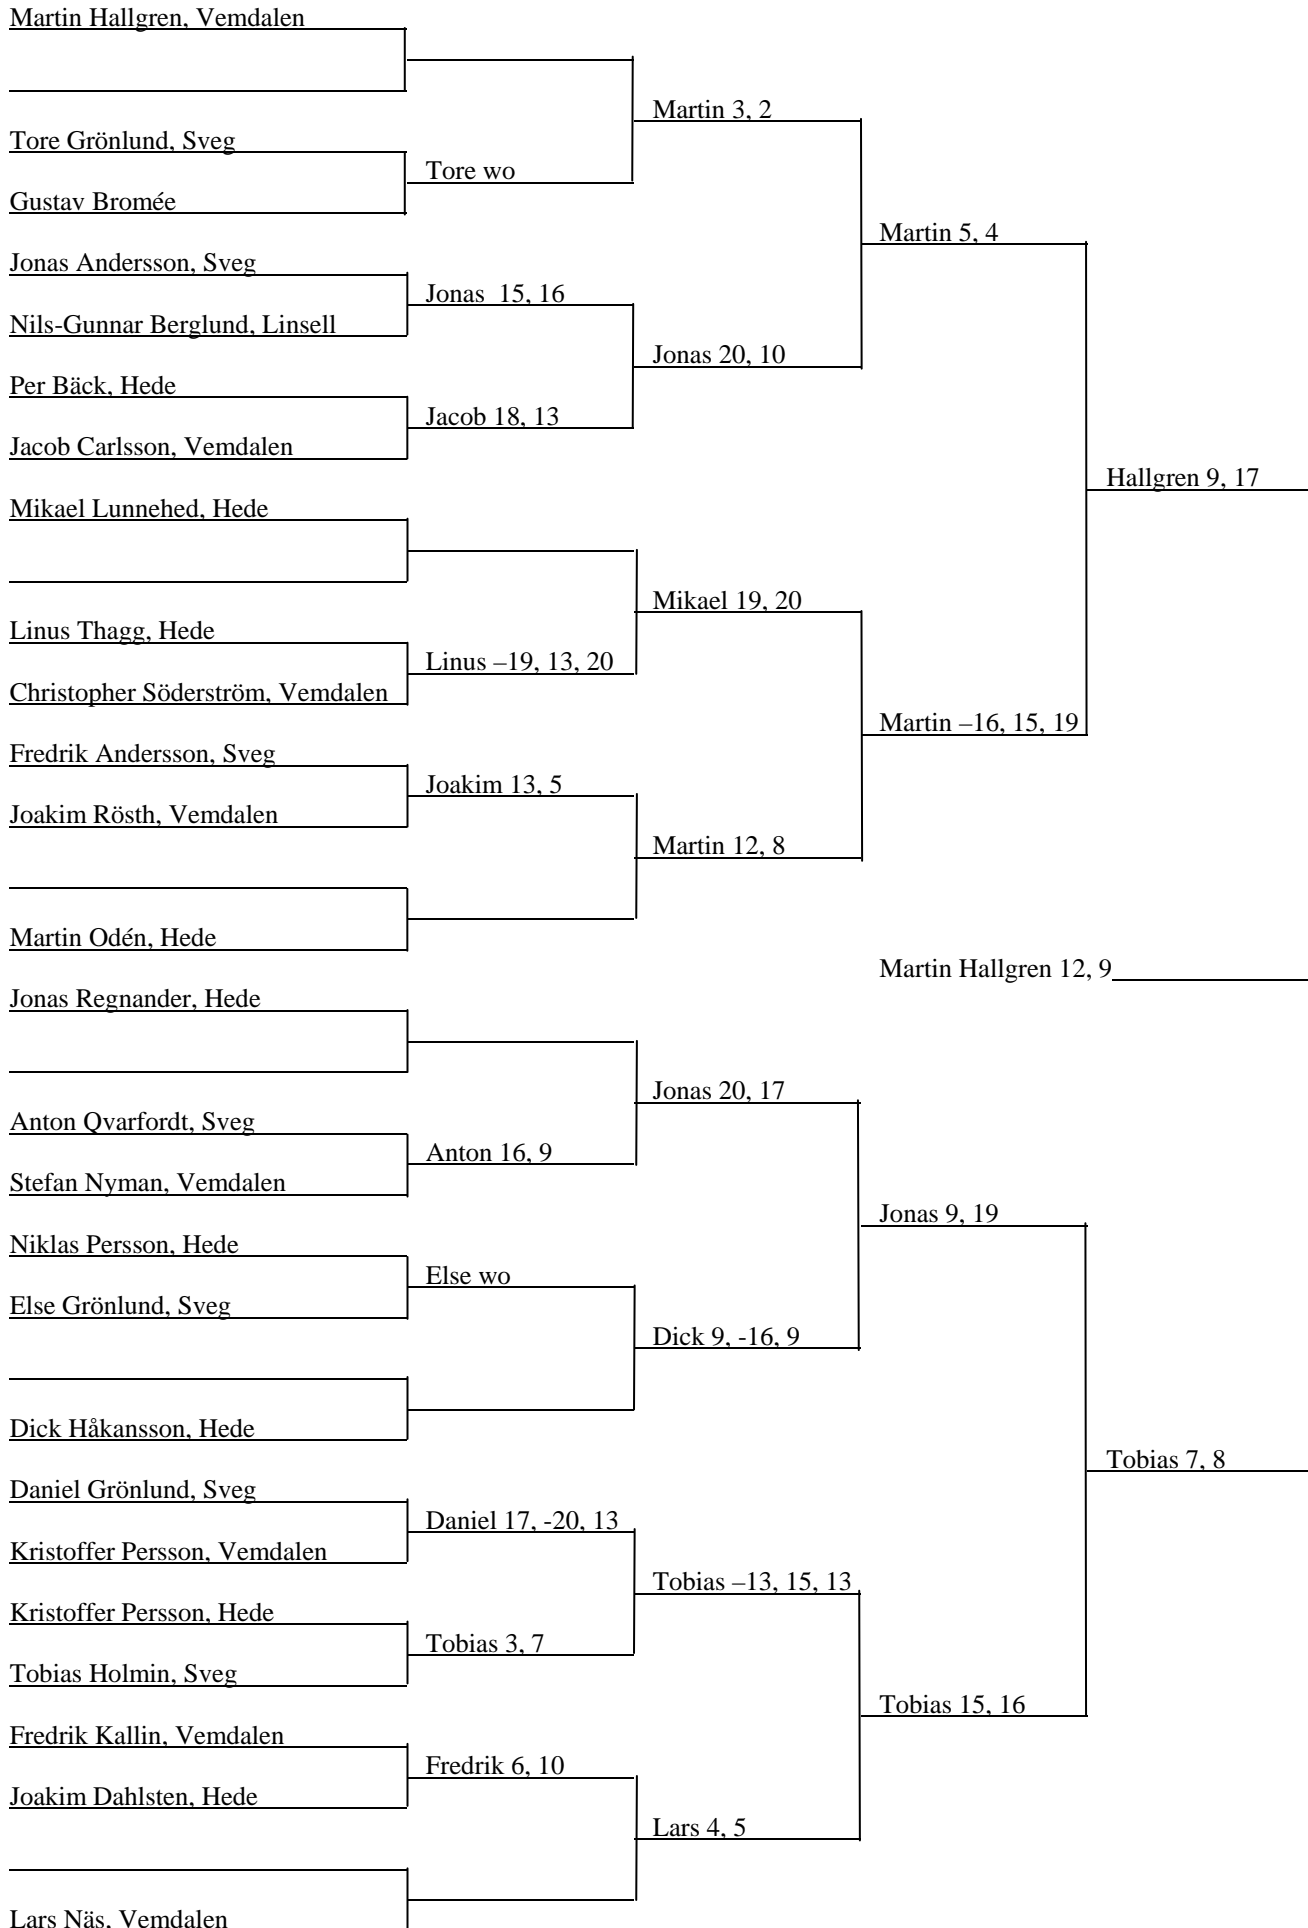 Martin Hallgren, Vemdalen
Martin 3, 2
Tore Grönlund, Sveg
Tore wo
Gustav Bromée
Martin 5, 4
Jonas Andersson, Sveg
Jonas  15, 16
Nils-Gunnar Berglund, Linsell
Jonas 20, 10
Per Bäck, Hede
Jacob 18, 13
Jacob Carlsson, Vemdalen
Hallgren 9, 17
Mikael Lunnehed, Hede
Mikael 19, 20
Linus Thagg, Hede
Linus –19, 13, 20
Christopher Söderström, Vemdalen
Martin –16, 15, 19
Fredrik Andersson, Sveg
Joakim 13, 5
Joakim Rösth, Vemdalen
Martin 12, 8
Martin Odén, Hede
Martin Hallgren 12, 9
Jonas Regnander, Hede
Jonas 20, 17
Anton Qvarfordt, Sveg
Anton 16, 9
Stefan Nyman, Vemdalen
Jonas 9, 19
Niklas Persson, Hede
Else wo
Else Grönlund, Sveg
Dick 9, -16, 9
Dick Håkansson, Hede
Tobias 7, 8
Daniel Grönlund, Sveg
Daniel 17, -20, 13
Kristoffer Persson, Vemdalen
Tobias –13, 15, 13
Kristoffer Persson, Hede
Tobias 3, 7
Tobias Holmin, Sveg
Tobias 15, 16
Fredrik Kallin, Vemdalen
Fredrik 6, 10
Joakim Dahlsten, Hede
Lars 4, 5
Lars Näs, Vemdalen